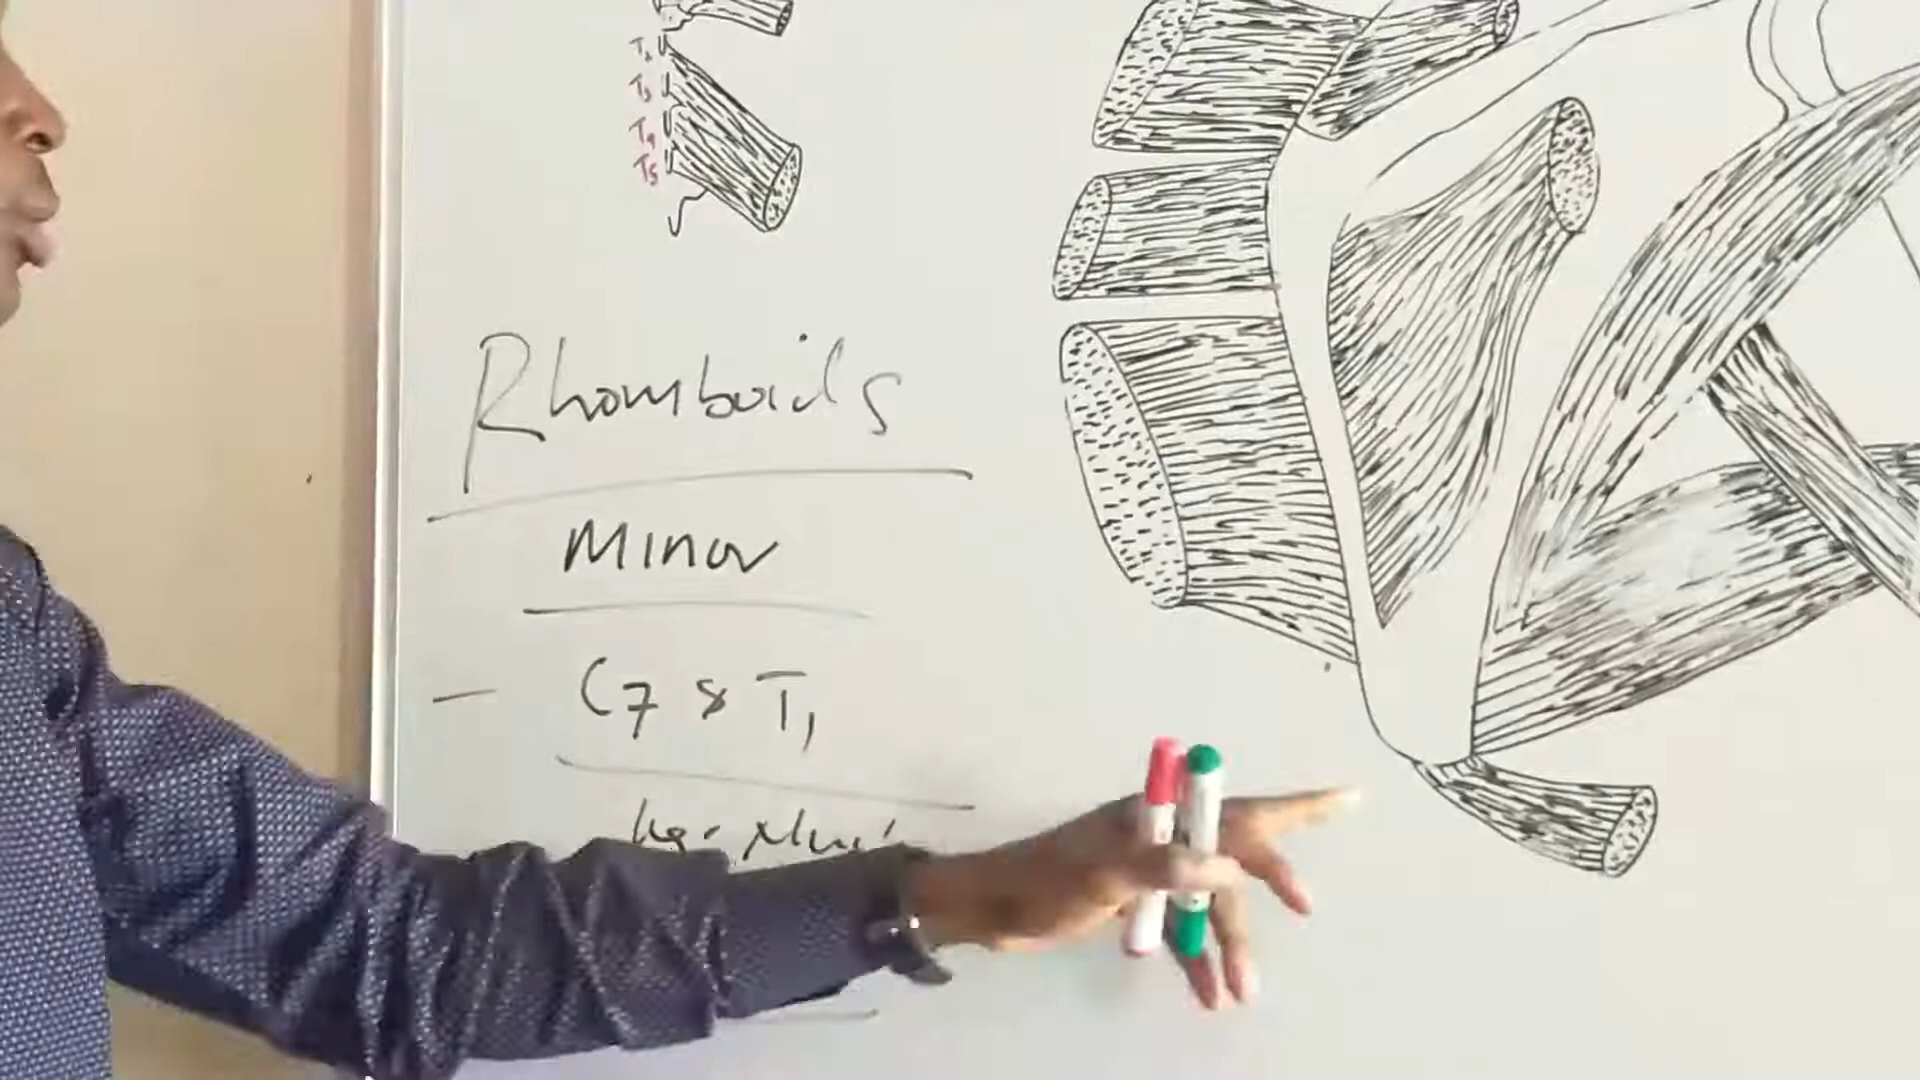 T2
T3
T4
T5
Rhomboids
Minor
— C7 & T1